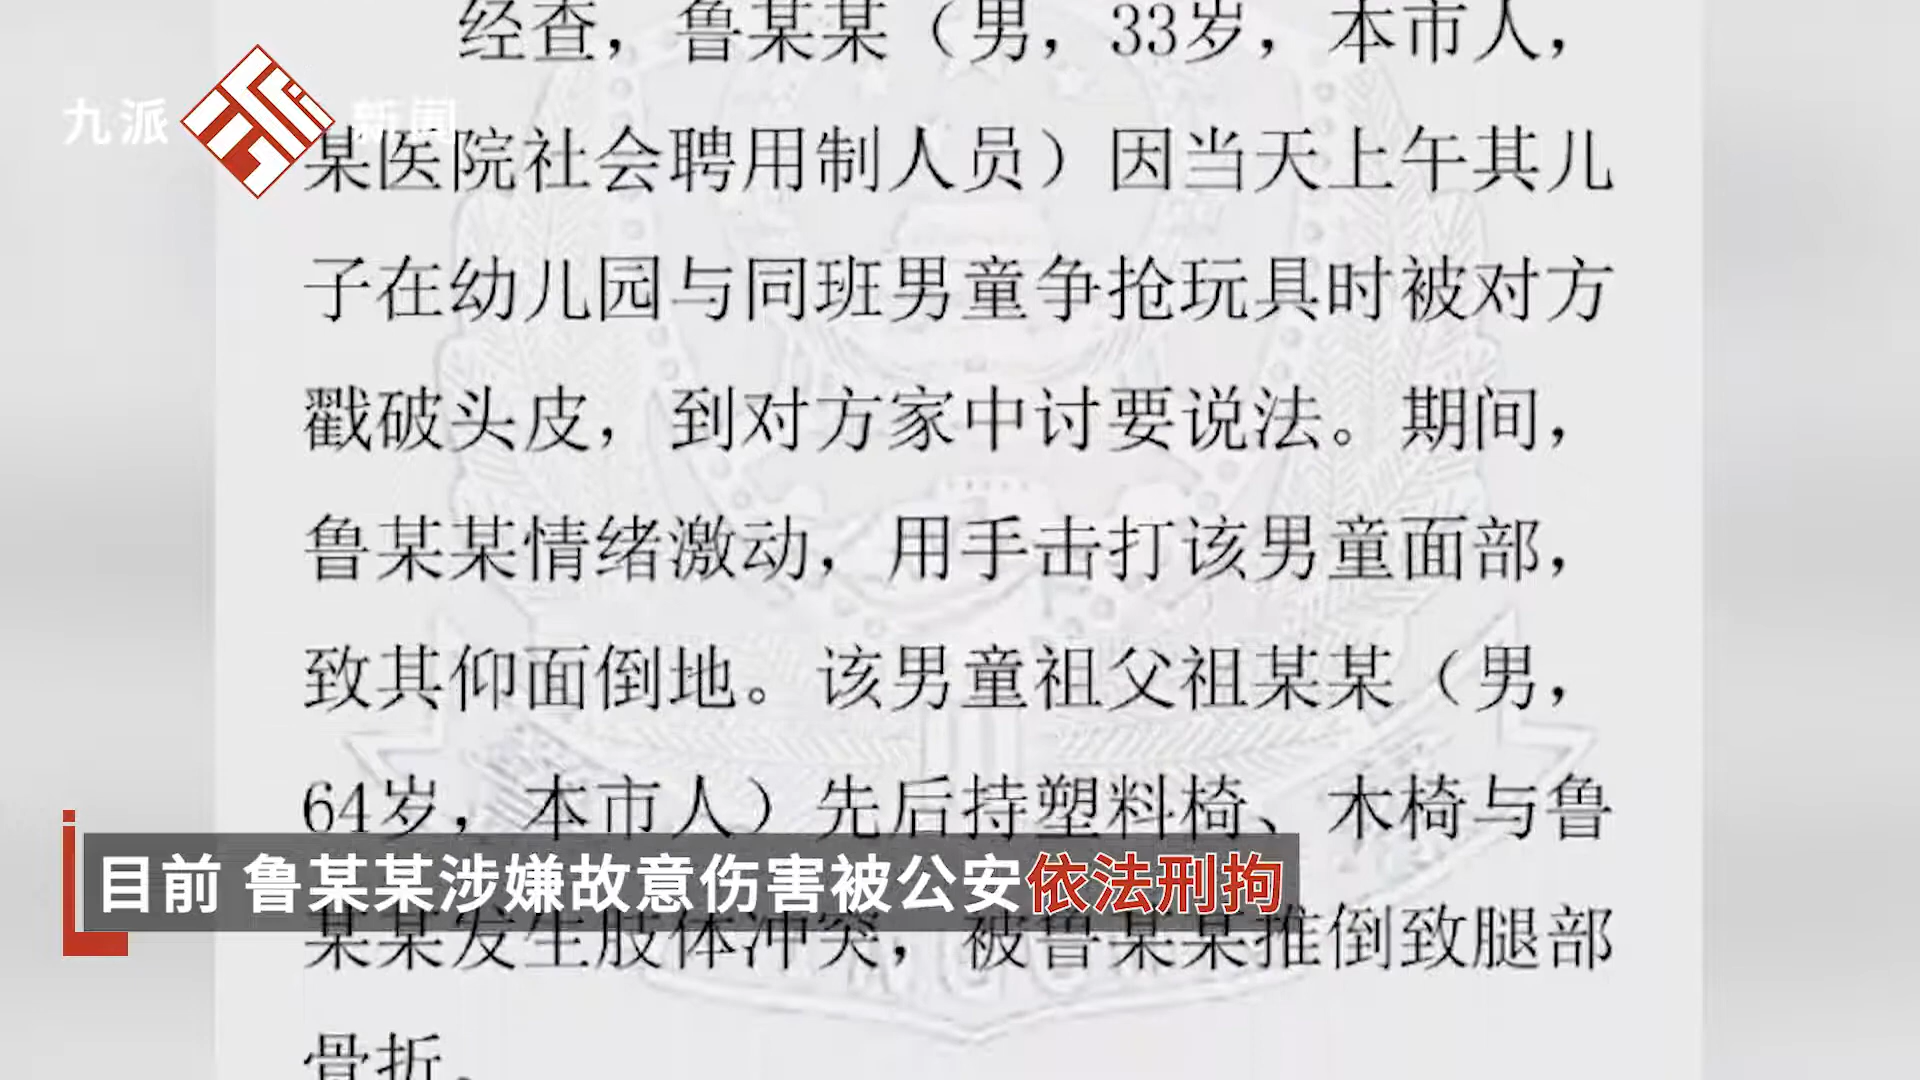 经查，鲁某某（男，33岁，本市人，
九派 新闻
某医院社会聘用制人员）因当天上午其儿
子在幼儿园与同班男童争抢玩具时被对方
戳破头皮，到对方家中讨要说法。期间，
鲁某某情绪激动，用手击打该男童面部，
致其仰面倒地。该男童祖父祖某某（男，
64岁，本市人）先后持塑料椅、木椅与鲁
目前 鲁某某涉嫌故意伤害被公安依法刑拘
某某发生肢体冲突，被鲁某某推倒致腿部
骨折。